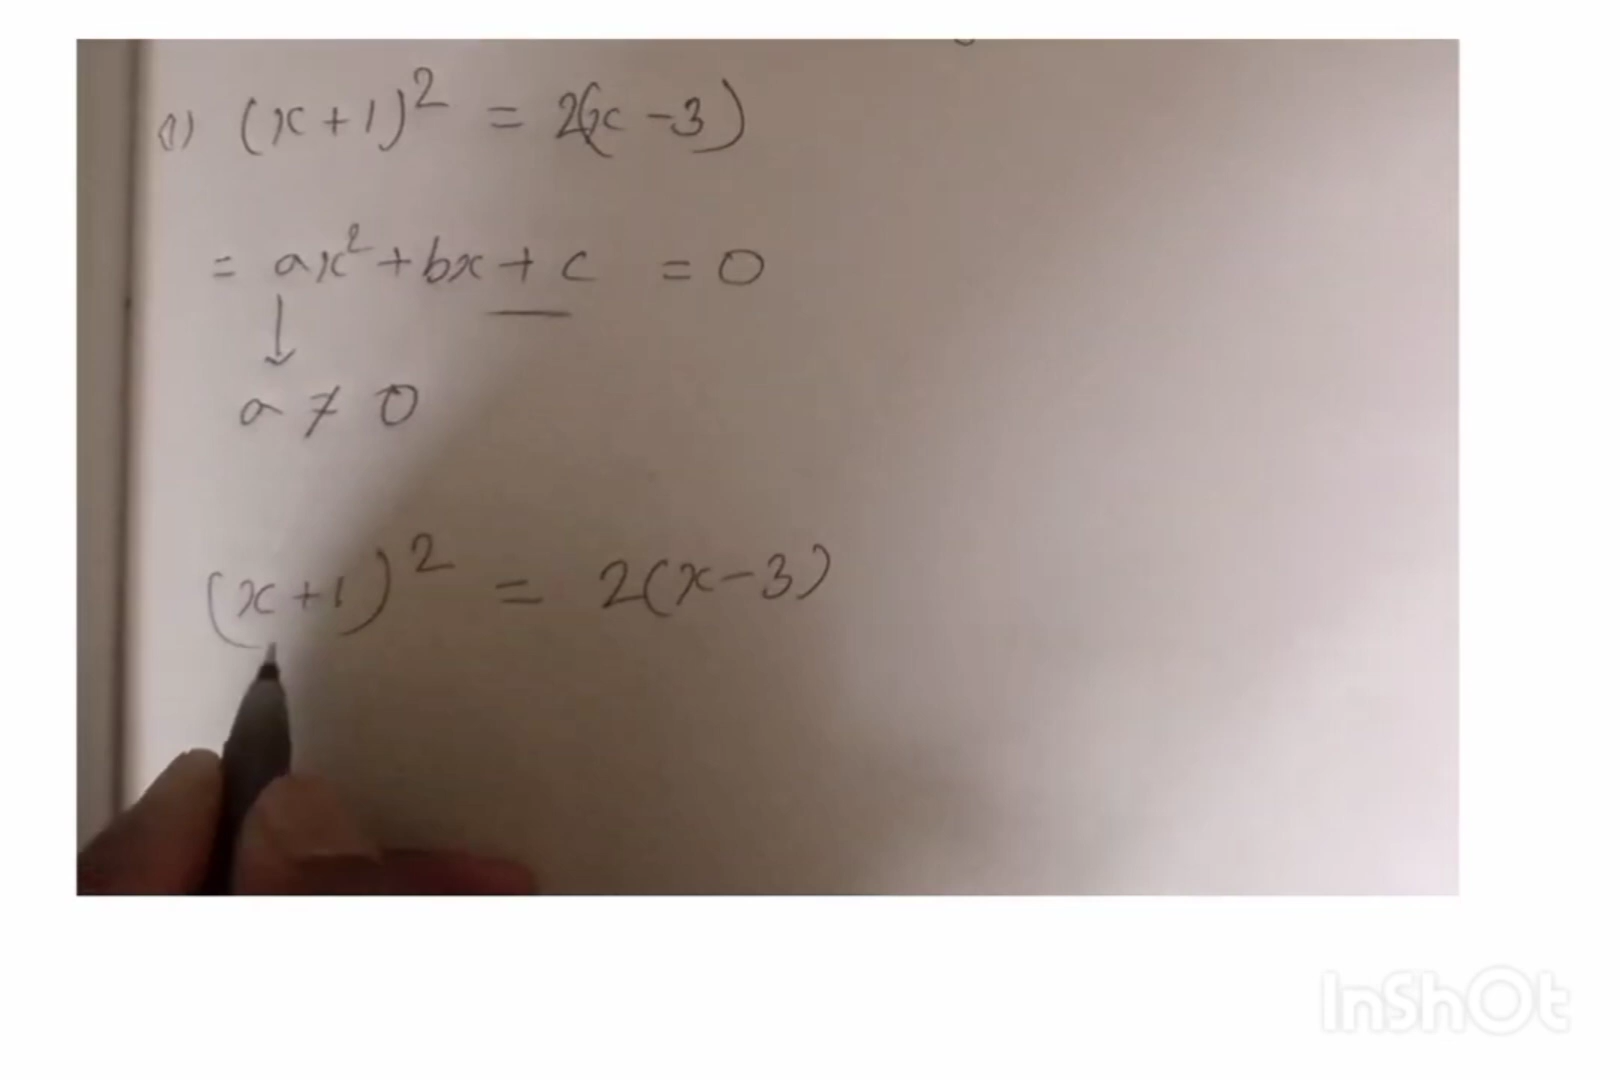 (1) (x+1)² = 2(x-3)
= ax² + bx + c = 0
↓
a ≠ 0
(x+1)² = 2(x-3)
InShOt